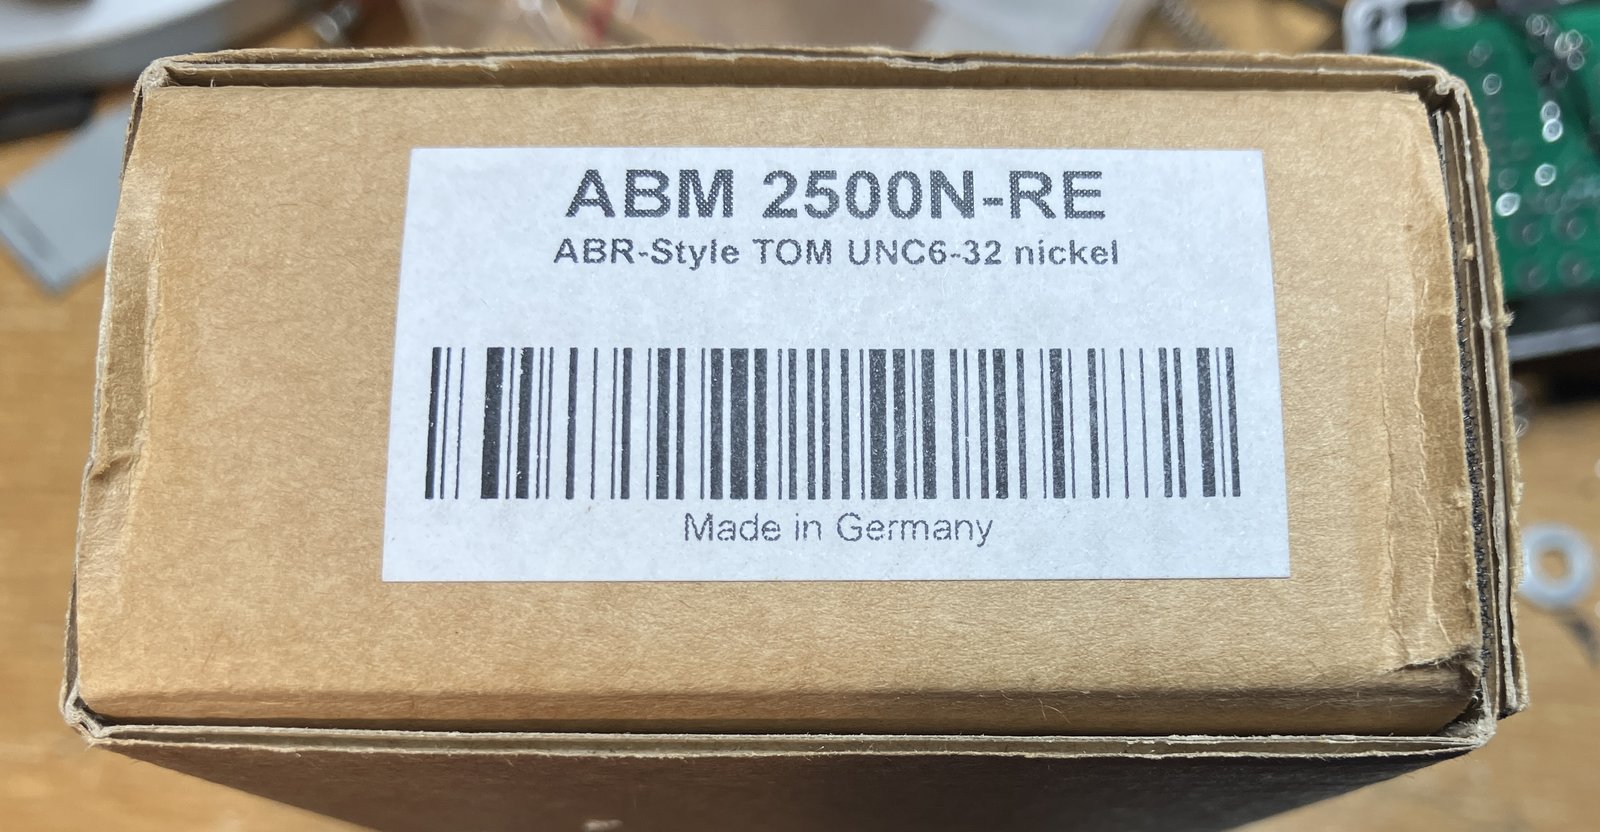 ABM 2500N-RE
ABR-Style TOM UNC6-32 nickel
Made in Germany